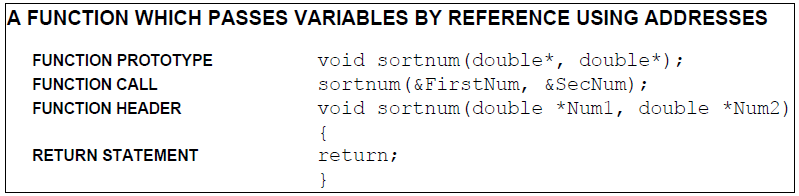 A FUNCTION WHICH PASSES VARIABLES BY REFERENCE USING ADDRESSES
FUNCTION PROTOTYPE void sortnum(double*, double*);
FUNCTION CALL sortnum(&FirstNum, &SecNum);
FUNCTION HEADER void sortnum(double *Num1, double *Num2)
{
RETURN STATEMENT return;
}